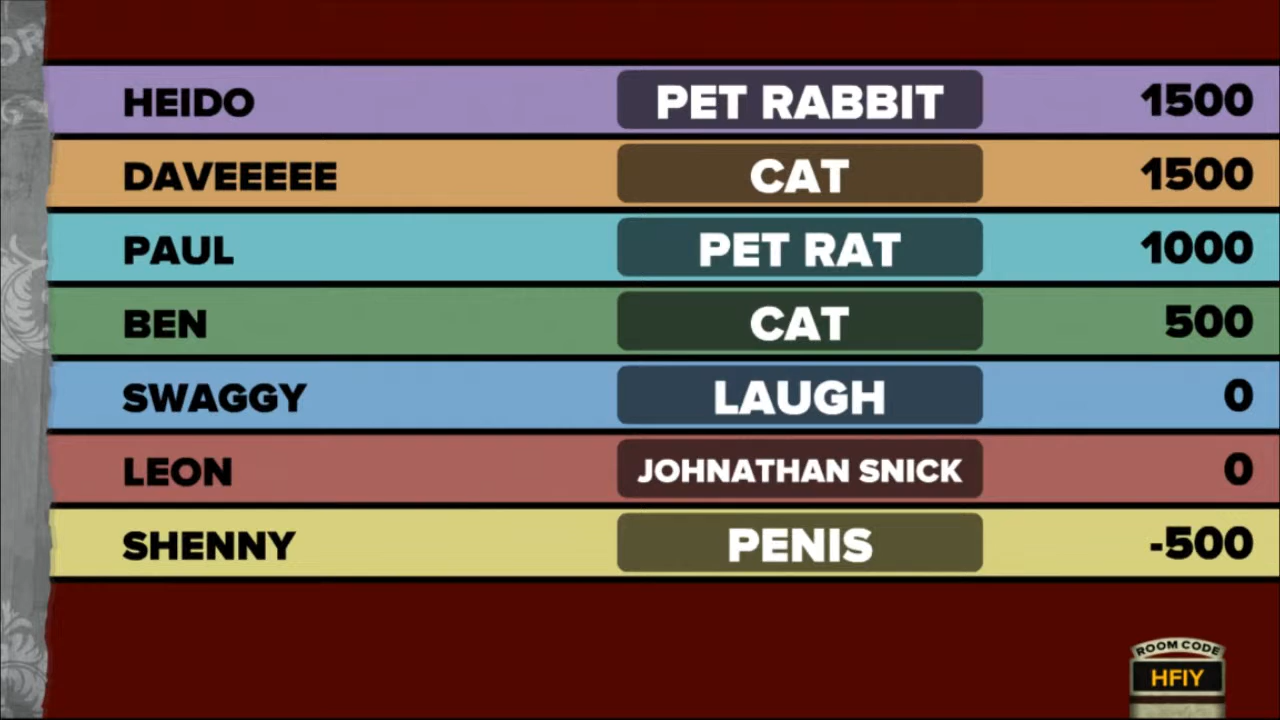 OR
HEIDO PET RABBIT 1500
DAVEEEEE CAT 1500
PAUL PET RAT 1000
BEN CAT 500
SWAGGY LAUGH 0
LEON JOHNATHAN SNICK 0
SHENNY PENIS -500
ROOM CODE
HFIY